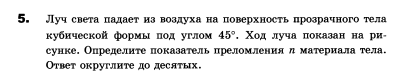 5. Луч света падает из воздуха на поверхность прозрачного тела
кубической формы под углом 45°. Ход луча показан на ри-
сунке. Определите показатель преломления n материала тела.
Ответ округлите до десятых.